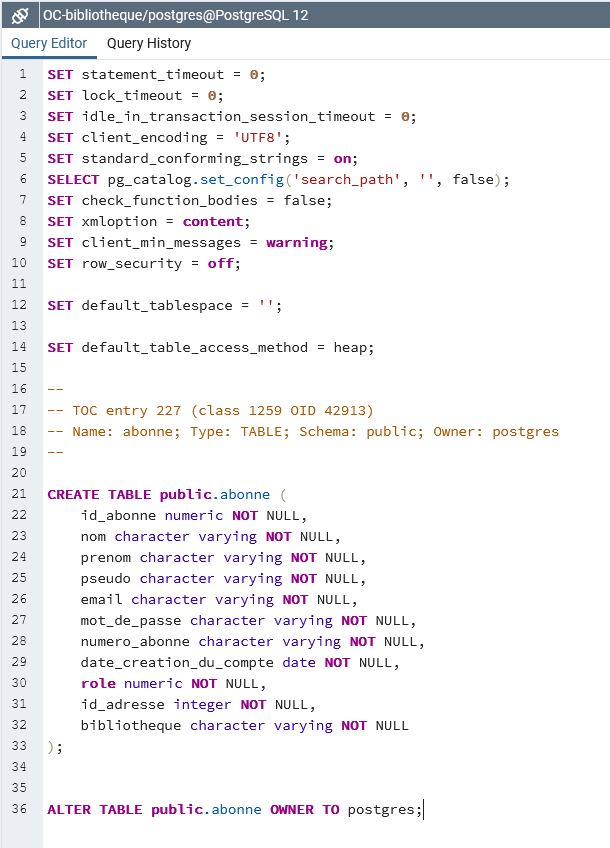 OC-bibliotheque/postgres@PostgreSQL 12
Query Editor Query History
1 SET statement_timeout = 0;
2 SET lock_timeout = 0;
3 SET idle_in_transaction_session_timeout = 0;
4 SET client_encoding = 'UTF8';
5 SET standard_conforming_strings = on;
6 SELECT pg_catalog.set_config('search_path', '', false);
7 SET check_function_bodies = false;
8 SET xmloption = content;
9 SET client_min_messages = warning;
10 SET row_security = off;
11
12 SET default_tablespace = '';
13
14 SET default_table_access_method = heap;
15
16 --
17 -- TOC entry 227 (class 1259 OID 42913)
18 -- Name: abonne; Type: TABLE; Schema: public; Owner: postgres
19 --
20
21 CREATE TABLE public.abonne (
22     id_abonne numeric NOT NULL,
23     nom character varying NOT NULL,
24     prenom character varying NOT NULL,
25     pseudo character varying NOT NULL,
26     email character varying NOT NULL,
27     mot_de_passe character varying NOT NULL,
28     numero_abonne character varying NOT NULL,
29     date_creation_du_compte date NOT NULL,
30     role numeric NOT NULL,
31     id_adresse integer NOT NULL,
32     bibliotheque character varying NOT NULL
33 );
34
35
36 ALTER TABLE public.abonne OWNER TO postgres;